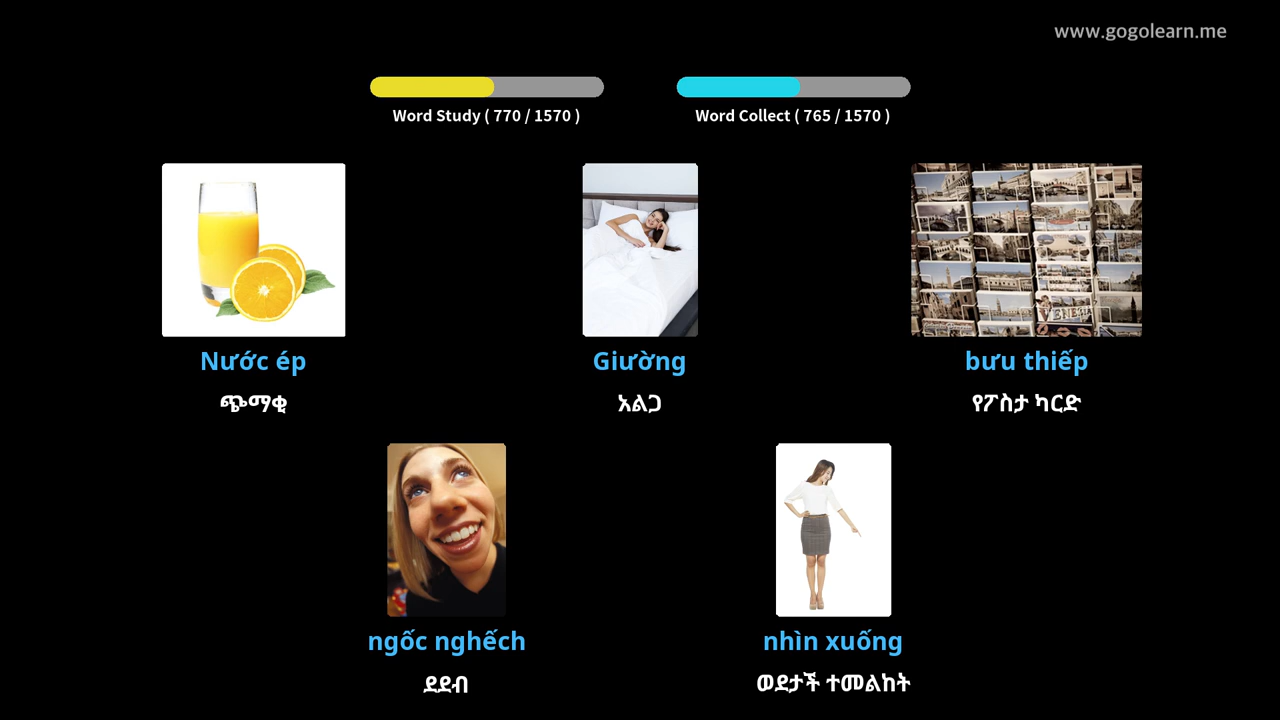 www.gogolearn.me
Word Study ( 770 / 1570 )
Word Collect ( 765 / 1570 )
VENEZIA
Nước ép
Giường
bưu thiếp
ጭማቂ
አልጋ
የፖስታ ካርድ
ngốc nghếch
nhìn xuống
ደደብ
ወደታች ተመልከት